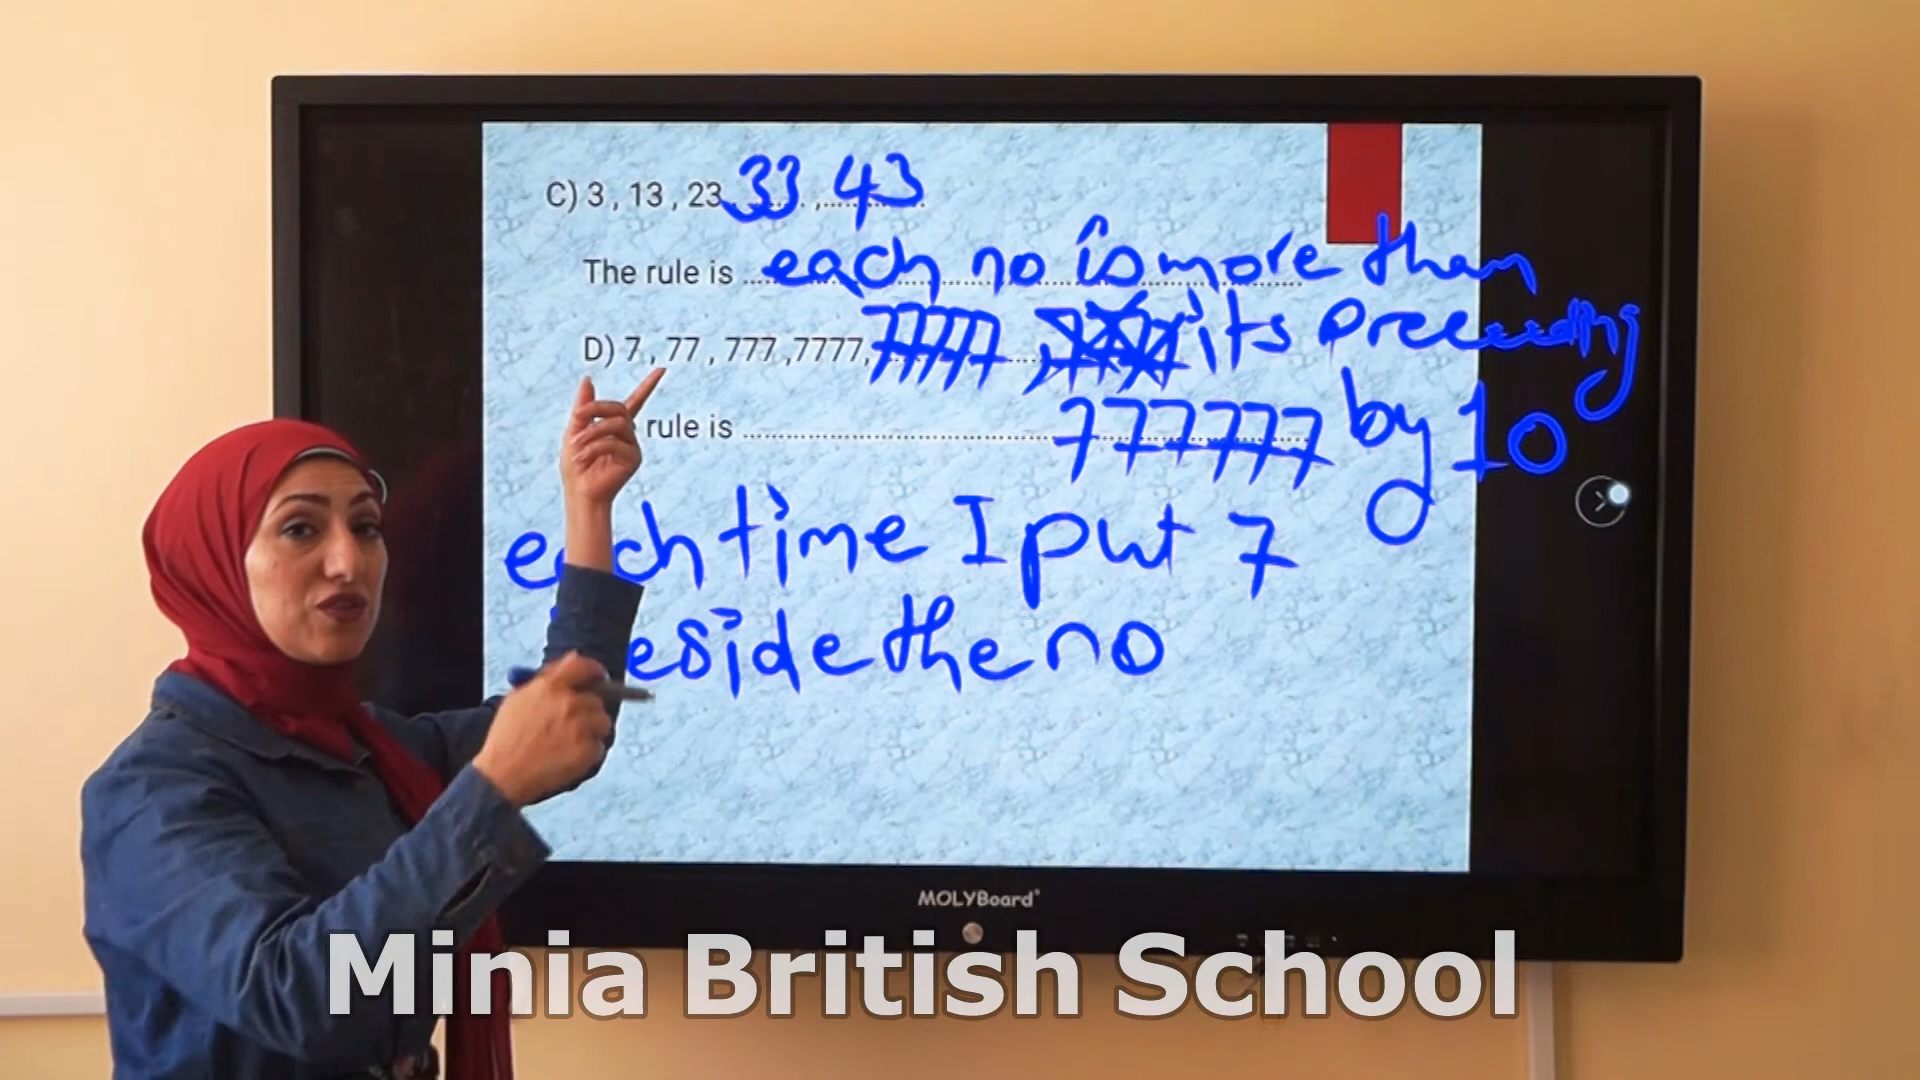 C) 3 , 13 , 23, 33 , 43
The rule is each no is more than
its preceeding
by 10
D) 7 , 77 , 777 ,7777, 77777 ,
777777
rule is
each time I put 7
beside the no
MOLYBoard
Minia British School